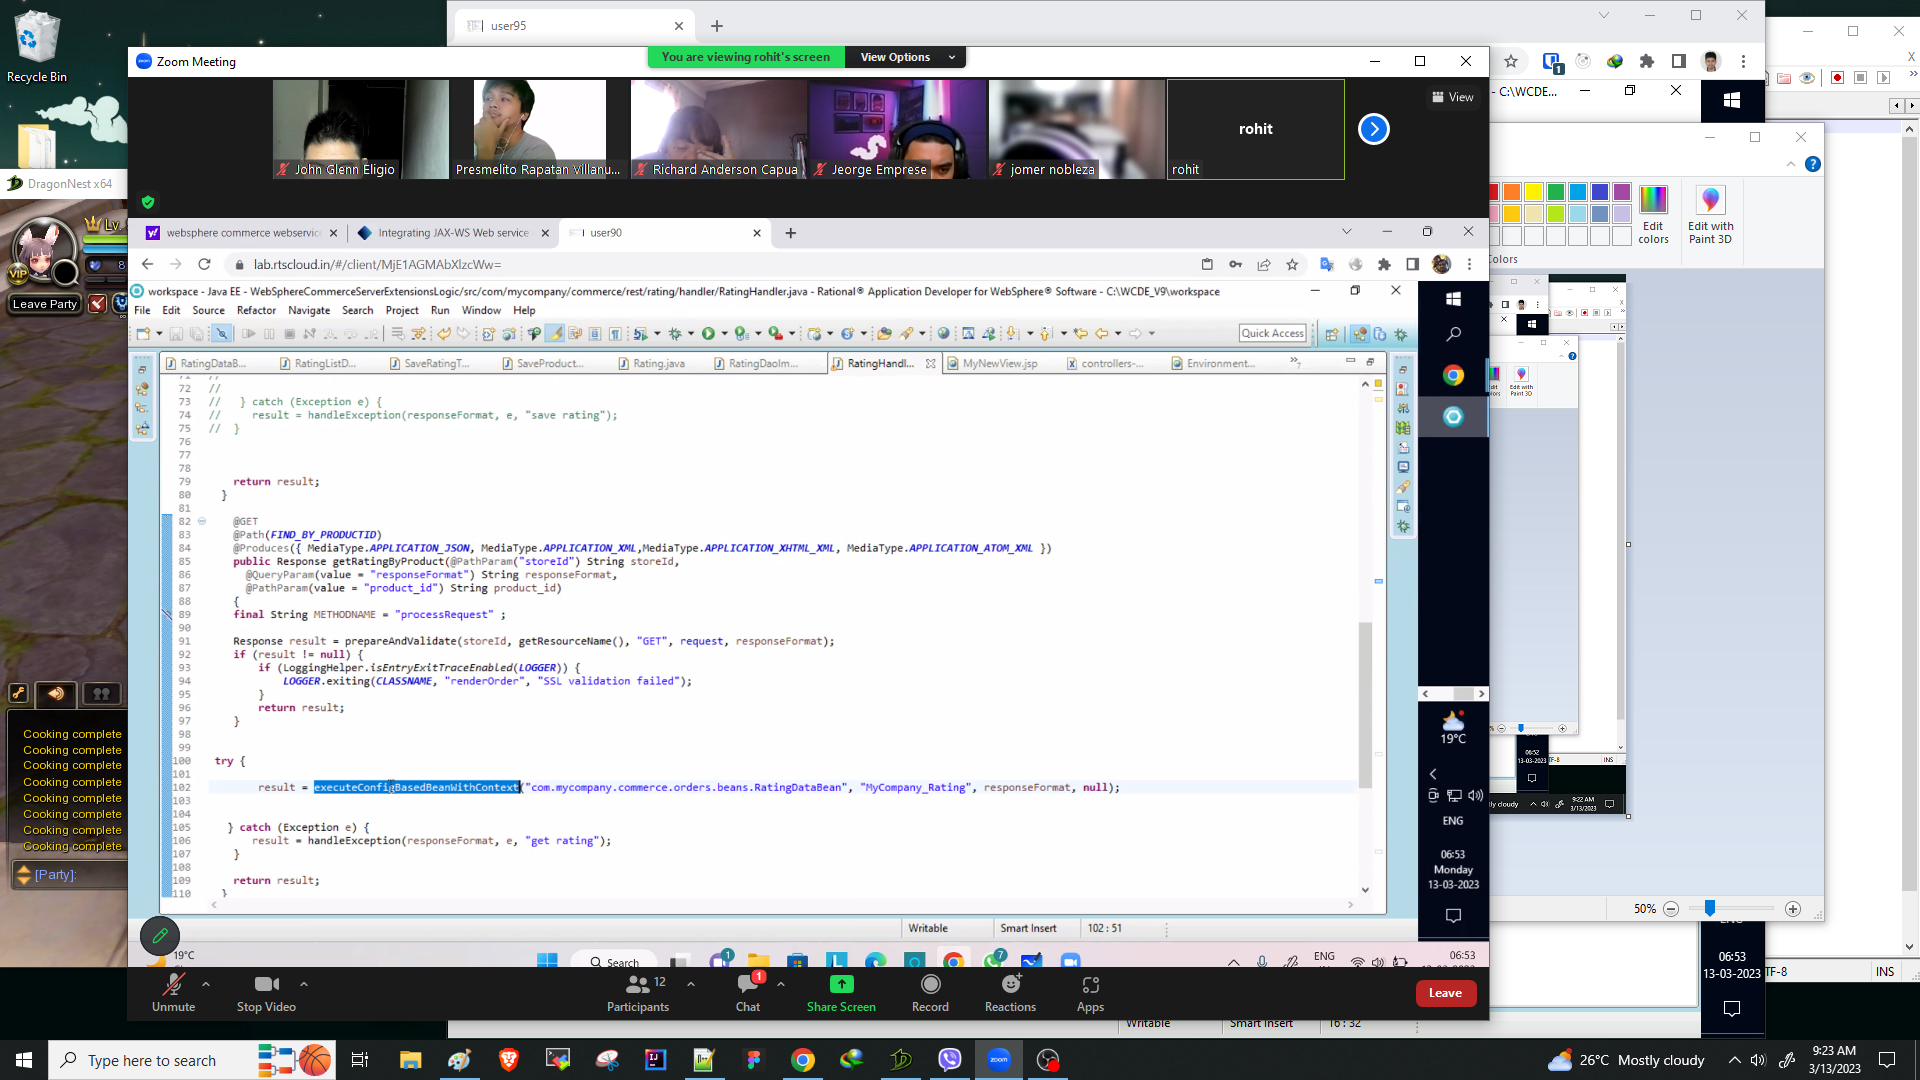 user95
Recycle Bin
Zoom Meeting
You are viewing rohit's screen
View Options
View
John Glenn Eligio
Presmelito Rapatan Villanu...
Richard Anderson Capua
Jeorge Emprese
jomer nobleza
rohit
rohit
DragonNest x64
Lv
VIP
8
Leave Party
websphere commerce webservic
Integrating JAX-WS Web service
user90
lab.rtscloud.in/#/client/MjE1AGMAbXlzcWw=
workspace - Java EE - WebSphereCommerceServerExtensionsLogic/src/com/mycompany/commerce/rest/rating/handler/RatingHandler.java - Rational® Application Developer for WebSphere® Software - C:\WCDE_V9\workspace
File Edit Source Refactor Navigate Search Project Run Window Help
Quick Access
RatingDataB...
RatingListD...
SaveRatingT...
SaveProduct...
Rating.java
RatingDaoIm...
RatingHandl...
MyNewView.jsp
controllers-...
Environment...
72 //
73 // } catch (Exception e) {
74 // result = handleException(responseFormat, e, "save rating");
75 // }
76
77
78
79 return result;
80 }
81
82 @GET
83 @Path(FIND_BY_PRODUCTID)
84 @Produces({ MediaType.APPLICATION_JSON, MediaType.APPLICATION_XML,MediaType.APPLICATION_XHTML_XML, MediaType.APPLICATION_ATOM_XML })
85 public Response getRatingByProduct(@PathParam("storeId") String storeId,
86 @QueryParam(value = "responseFormat") String responseFormat,
87 @PathParam(value = "product_id") String product_id)
88 {
89 final String METHODNAME = "processRequest" ;
90
91 Response result = prepareAndValidate(storeId, getResourceName(), "GET", request, responseFormat);
92 if (result != null) {
93 if (LoggingHelper.isEntryExitTraceEnabled(LOGGER)) {
94 LOGGER.exiting(CLASSNAME, "renderOrder", "SSL validation failed");
95 }
96 return result;
97 }
98
99
100 try {
101
102 result = executeConfigBasedBeanWithContext("com.mycompany.commerce.orders.beans.RatingDataBean", "MyCompany_Rating", responseFormat, null);
103
104
105 } catch (Exception e) {
106 result = handleException(responseFormat, e, "get rating");
107 }
108
109 return result;
110 }
Writable
Smart Insert
102 : 51
19°C
Search
ENG
06:53
19°C
ENG
06:53
Monday
13-03-2023
Cooking complete
Cooking complete
Cooking complete
Cooking complete
Cooking complete
Cooking complete
Cooking complete
Cooking complete
[Party]:
Unmute
Stop Video
12
Participants
1
Chat
Share Screen
Record
Reactions
Apps
Leave
- C:\WCDE...
Edit colors
Edit with Paint 3D
Colors
50%
06:53
13-03-2023
TF-8
INS
Writable
Smart Insert
16 : 32
Type here to search
26°C Mostly cloudy
9:23 AM
3/13/2023